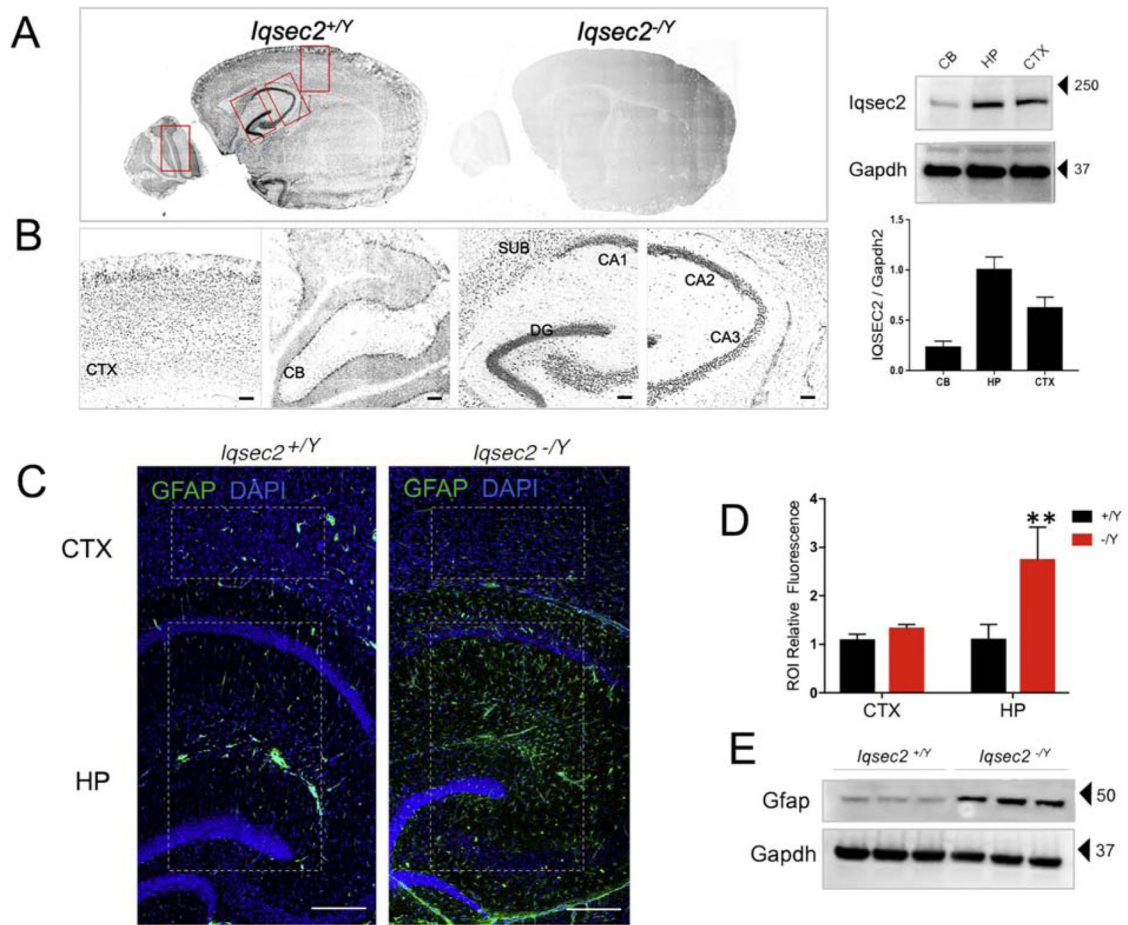 A
Iqsec2+/Y
Iqsec2-/Y
CB HP CTX
Iqsec2
250
Gapdh
37
B
CTX
CB
SUB
CA1
DG
CA2
CA3
IQSEC2 / Gapdh2
1.5
1.0
0.5
0.0
CB HP CTX
C
Iqsec2 +/Y
Iqsec2 -/Y
GFAP DAPI
GFAP DAPI
CTX
HP
D
ROI Relative Fluorescence
4
3
2
1
0
**
+/Y
-/Y
CTX HP
E
Iqsec2 +/Y
Iqsec2 -/Y
Gfap
50
Gapdh
37